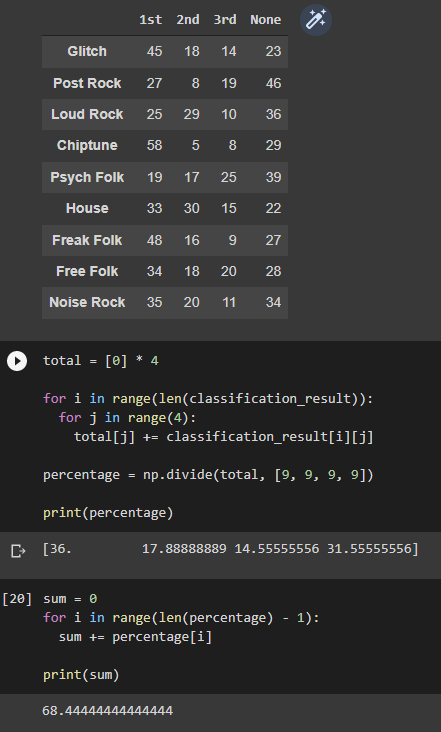 1st 2nd 3rd None
Glitch 45 18 14 23
Post Rock 27 8 19 46
Loud Rock 25 29 10 36
Chiptune 58 5 8 29
Psych Folk 19 17 25 39
House 33 30 15 22
Freak Folk 48 16 9 27
Free Folk 34 18 20 28
Noise Rock 35 20 11 34
total = [0] * 4
for i in range(len(classification_result)):
  for j in range(4):
    total[j] += classification_result[i][j]
percentage = np.divide(total, [9, 9, 9, 9])
print(percentage)
[36.         17.88888889 14.55555556 31.55555556]
[20] sum = 0
for i in range(len(percentage) - 1):
  sum += percentage[i]
print(sum)
68.44444444444444